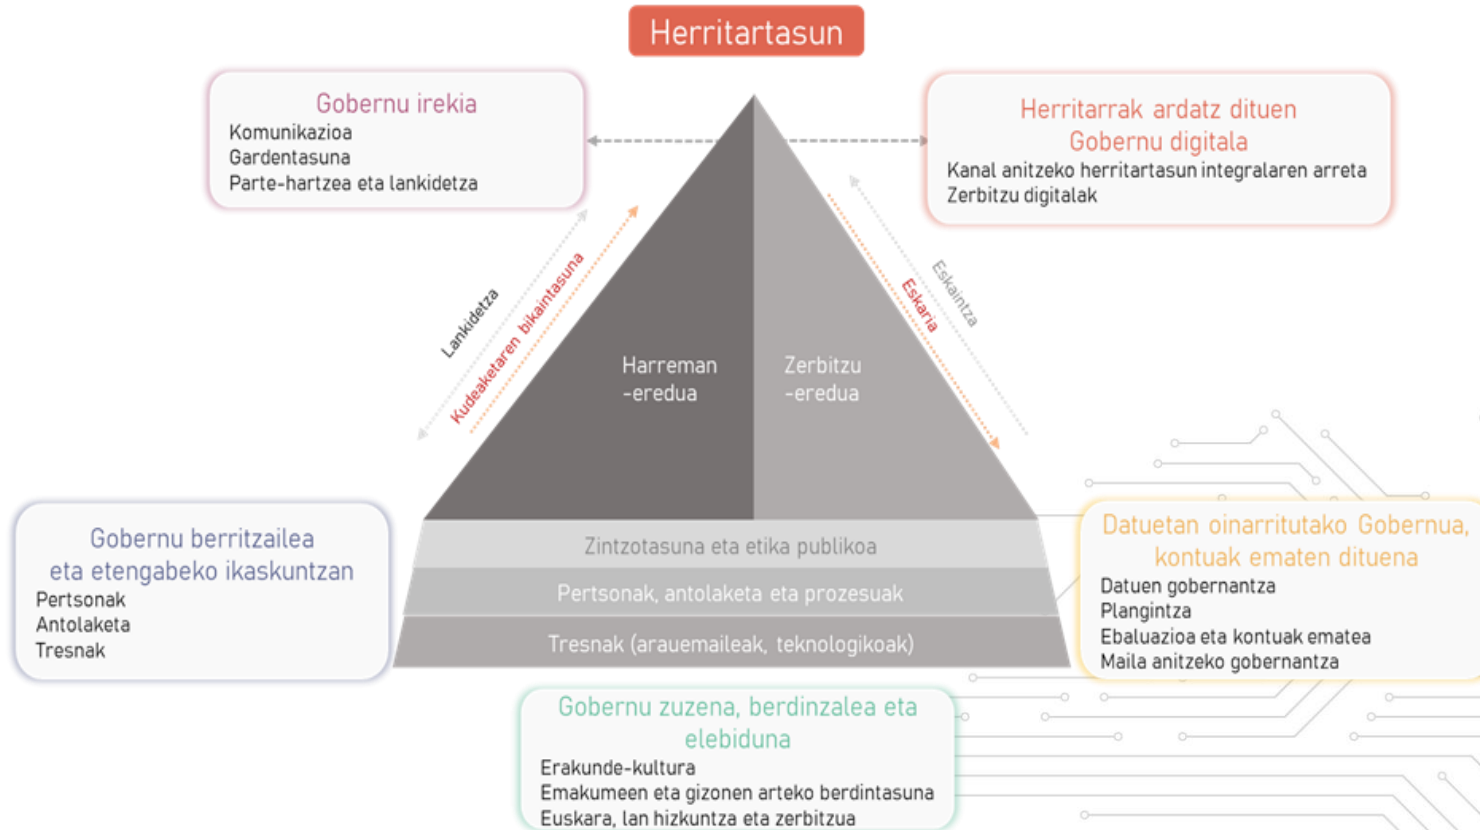 Herritartasun
Gobernu irekia
Komunikazioa
Gardentasuna
Parte-hartzea eta lankidetza
Herritarrak ardatz dituen
Gobernu digitala
Kanal anitzeko herritartasun integralaren arreta
Zerbitzu digitalak
Lankidetza
Kudeaketaren bikaintasuna
Eskaria
Eskaintza
Harreman
-eredua
Zerbitzu
-eredua
Gobernu berritzailea
eta etengabeko ikaskuntzan
Pertsonak
Antolaketa
Tresnak
Zintzotasuna eta etika publikoa
Pertsonak, antolaketa eta prozesuak
Tresnak (arauemaileak, teknologikoak)
Datuetan oinarritutako Gobernua,
kontuak ematen dituena
Datuen gobernantza
Plangintza
Ebaluazioa eta kontuak ematea
Maila anitzeko gobernantza
Gobernu zuzena, berdinzalea eta
elebiduna
Erakunde-kultura
Emakumeen eta gizonen arteko berdintasuna
Euskara, lan hizkuntza eta zerbitzua